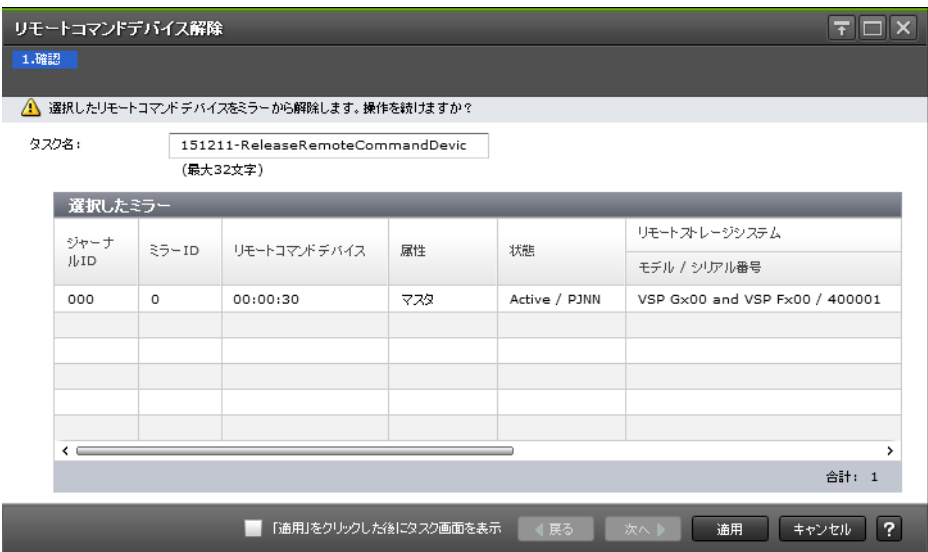 リモートコマンドデバイス解除
1.確認
選択したリモートコマンドデバイスをミラーから解除します。操作を続けますか?
タスク名:
151211-ReleaseRemoteCommandDevic
(最大32文字)
選択したミラー
ジャーナルID ミラーID リモートコマンドデバイス 属性 状態 リモートストレージシステム
モデル / シリアル番号
000 0 00:00:30 マスタ Active / PJNN VSP Gx00 and VSP Fx00 / 400001
合計: 1
「適用」をクリックした後にタスク画面を表示 戻る 次へ 適用 キャンセル ?